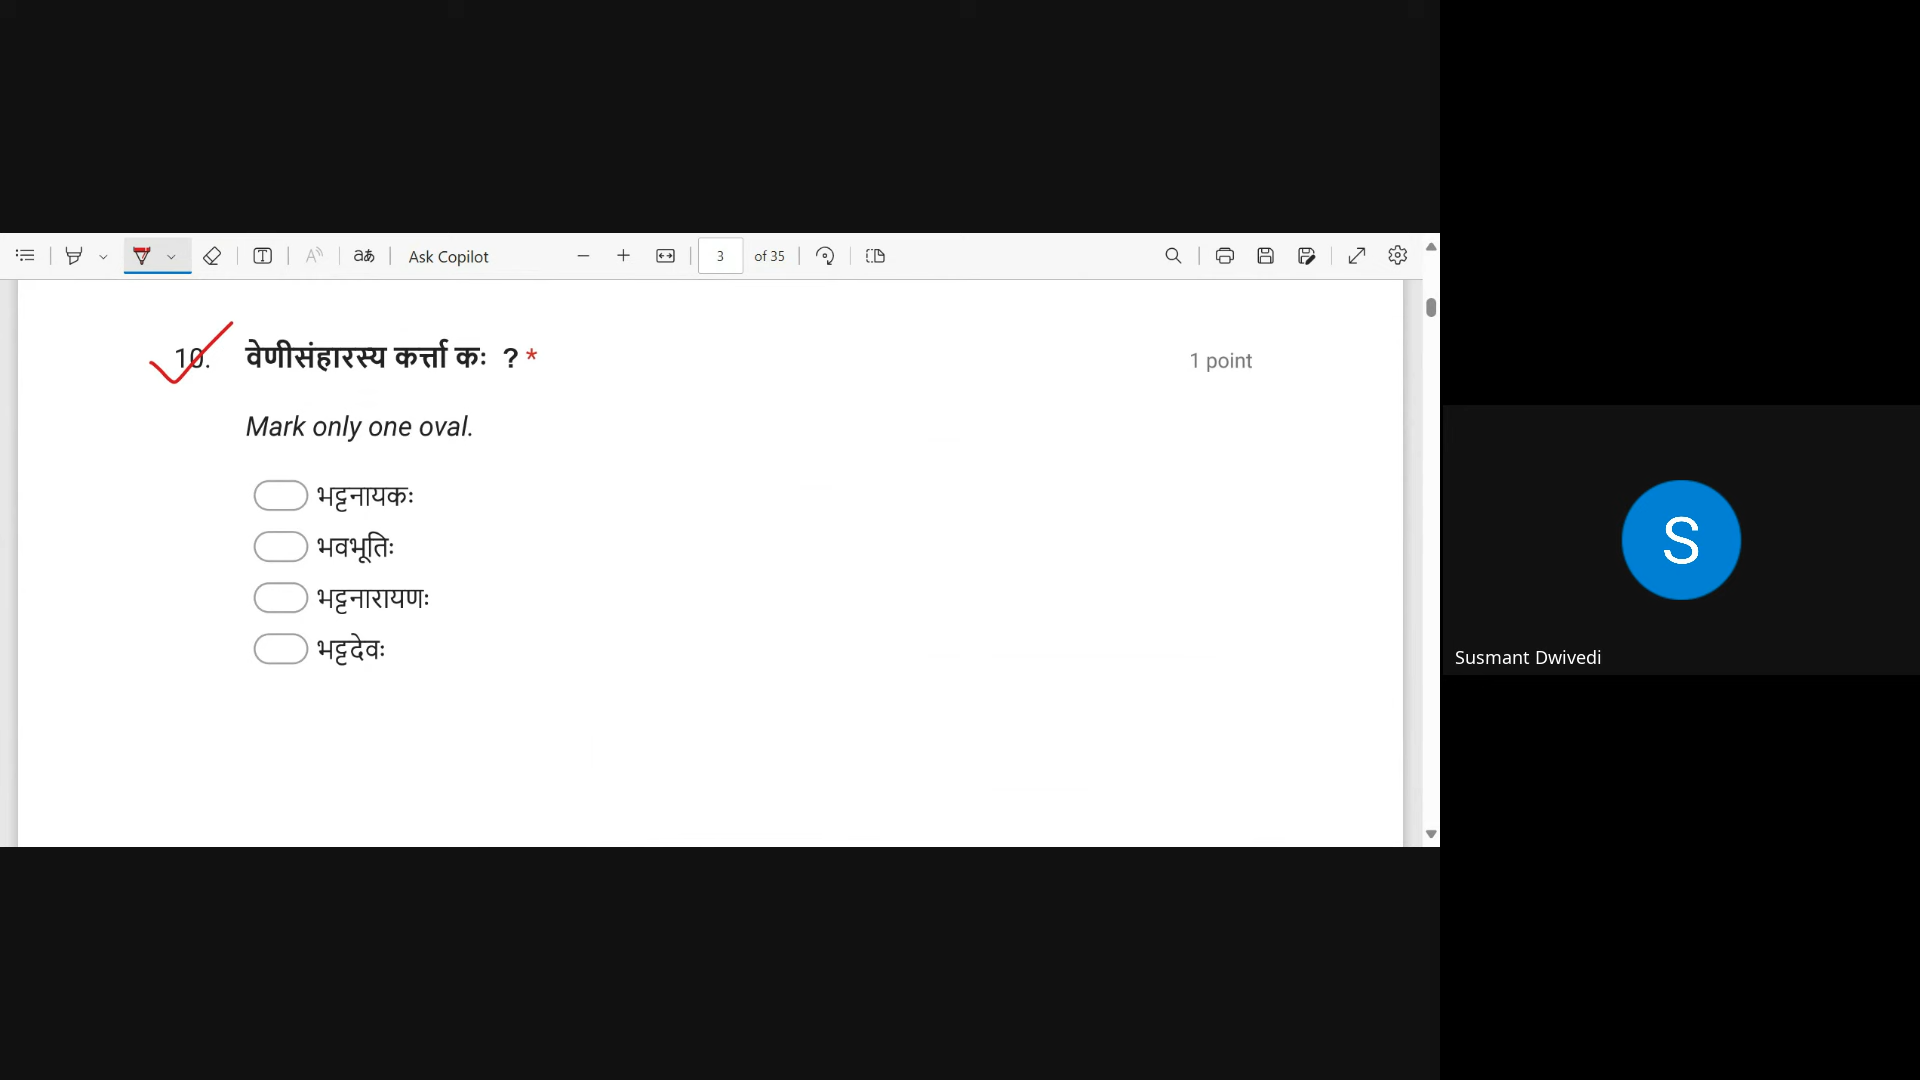 Ask Copilot
3 of 35
10. वेणीसंहारस्य कर्त्ता कः ? *
1 point
Mark only one oval.
भट्टनायकः
भवभूतिः
भट्टनारायणः
भट्टदेवः
S
Susmant Dwivedi